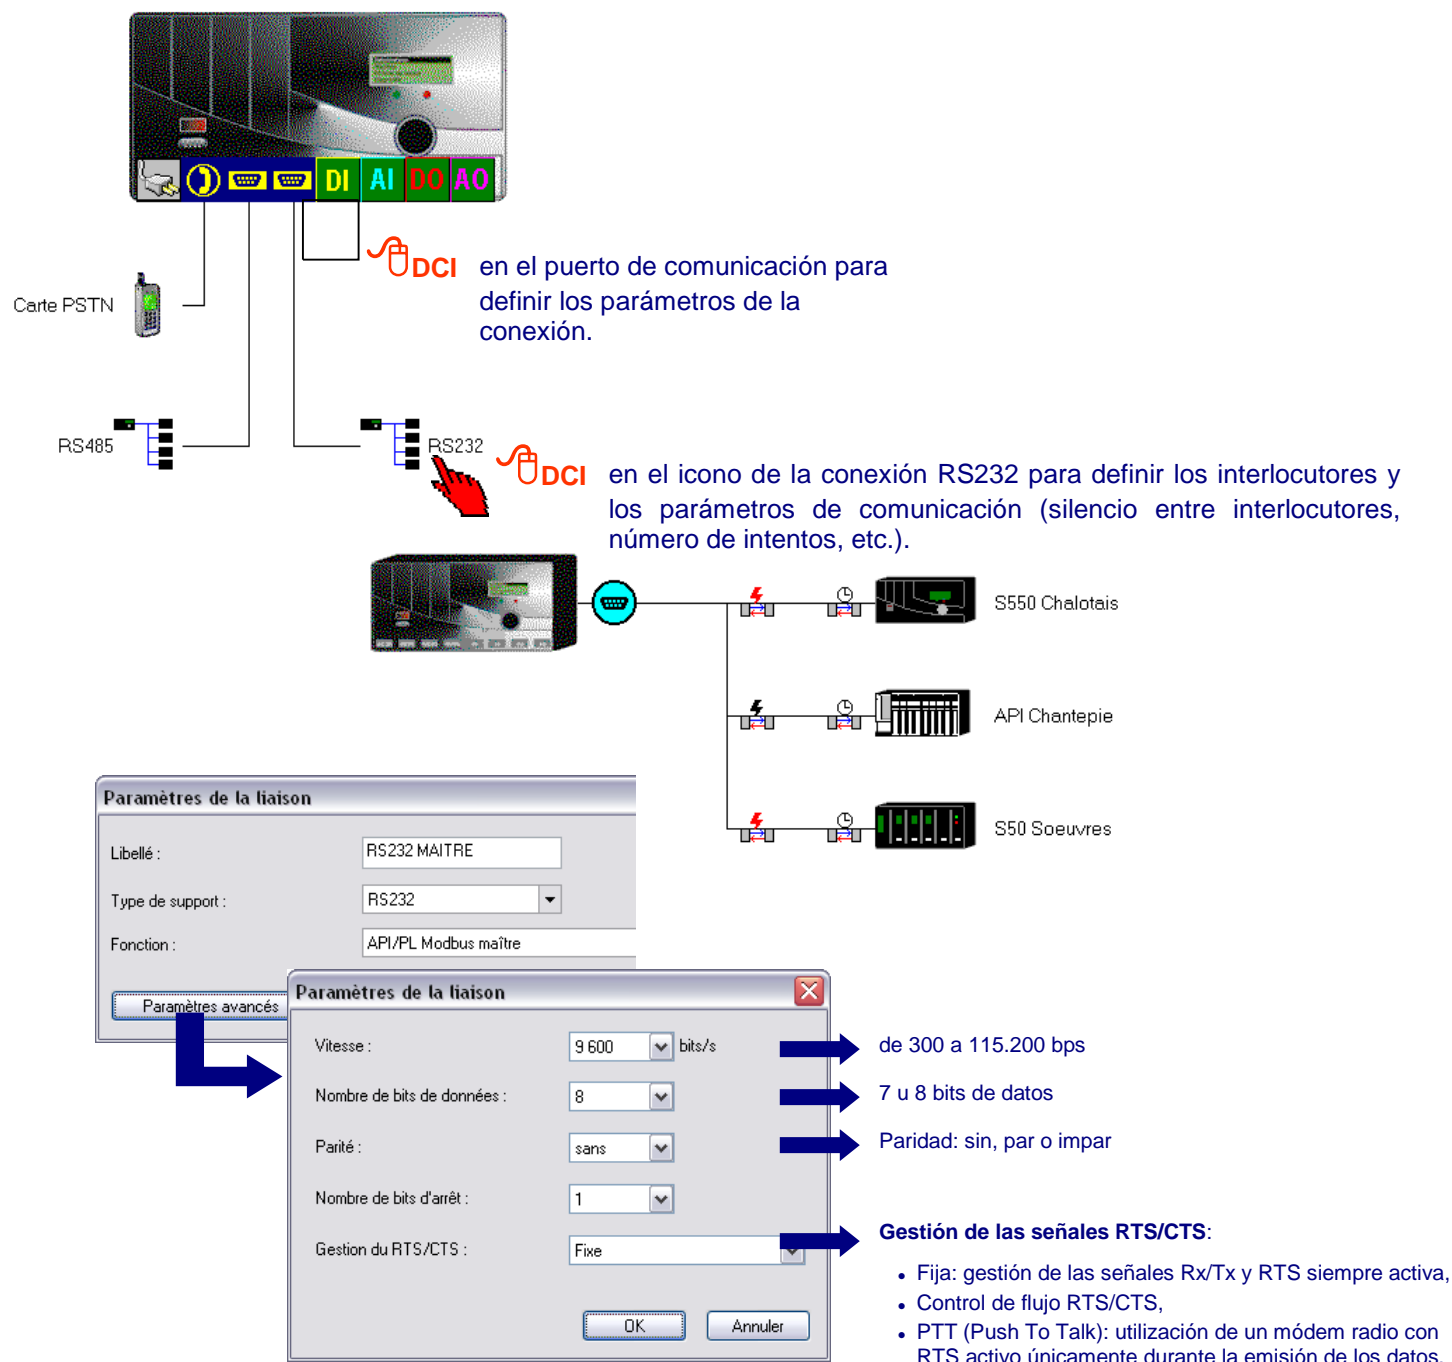 DI AI DO AO
DCI en el puerto de comunicación para
definir los parámetros de la
conexión.
Carte PSTN
RS485
RS232
DCI en el icono de la conexión RS232 para definir los interlocutores y
los parámetros de comunicación (silencio entre interlocutores,
número de intentos, etc.).
S550 Chalotais
API Chantepie
S50 Soeuvres
Paramètres de la liaison
Libellé :
RS232 MAITRE
Type de support :
RS232
Fonction :
API/PL Modbus maître
Paramètres avancés
Paramètres de la liaison
Vitesse :
9 600 bits/s
de 300 a 115.200 bps
Nombre de bits de données :
8
7 u 8 bits de datos
Parité :
sans
Paridad: sin, par o impar
Nombre de bits d'arrêt :
1
Gestion du RTS/CTS :
Fixe
Gestión de las señales RTS/CTS:
• Fija: gestión de las señales Rx/Tx y RTS siempre activa,
• Control de flujo RTS/CTS,
• PTT (Push To Talk): utilización de un módem radio con
RTS activo únicamente durante la emisión de los datos.
OK
Annuler